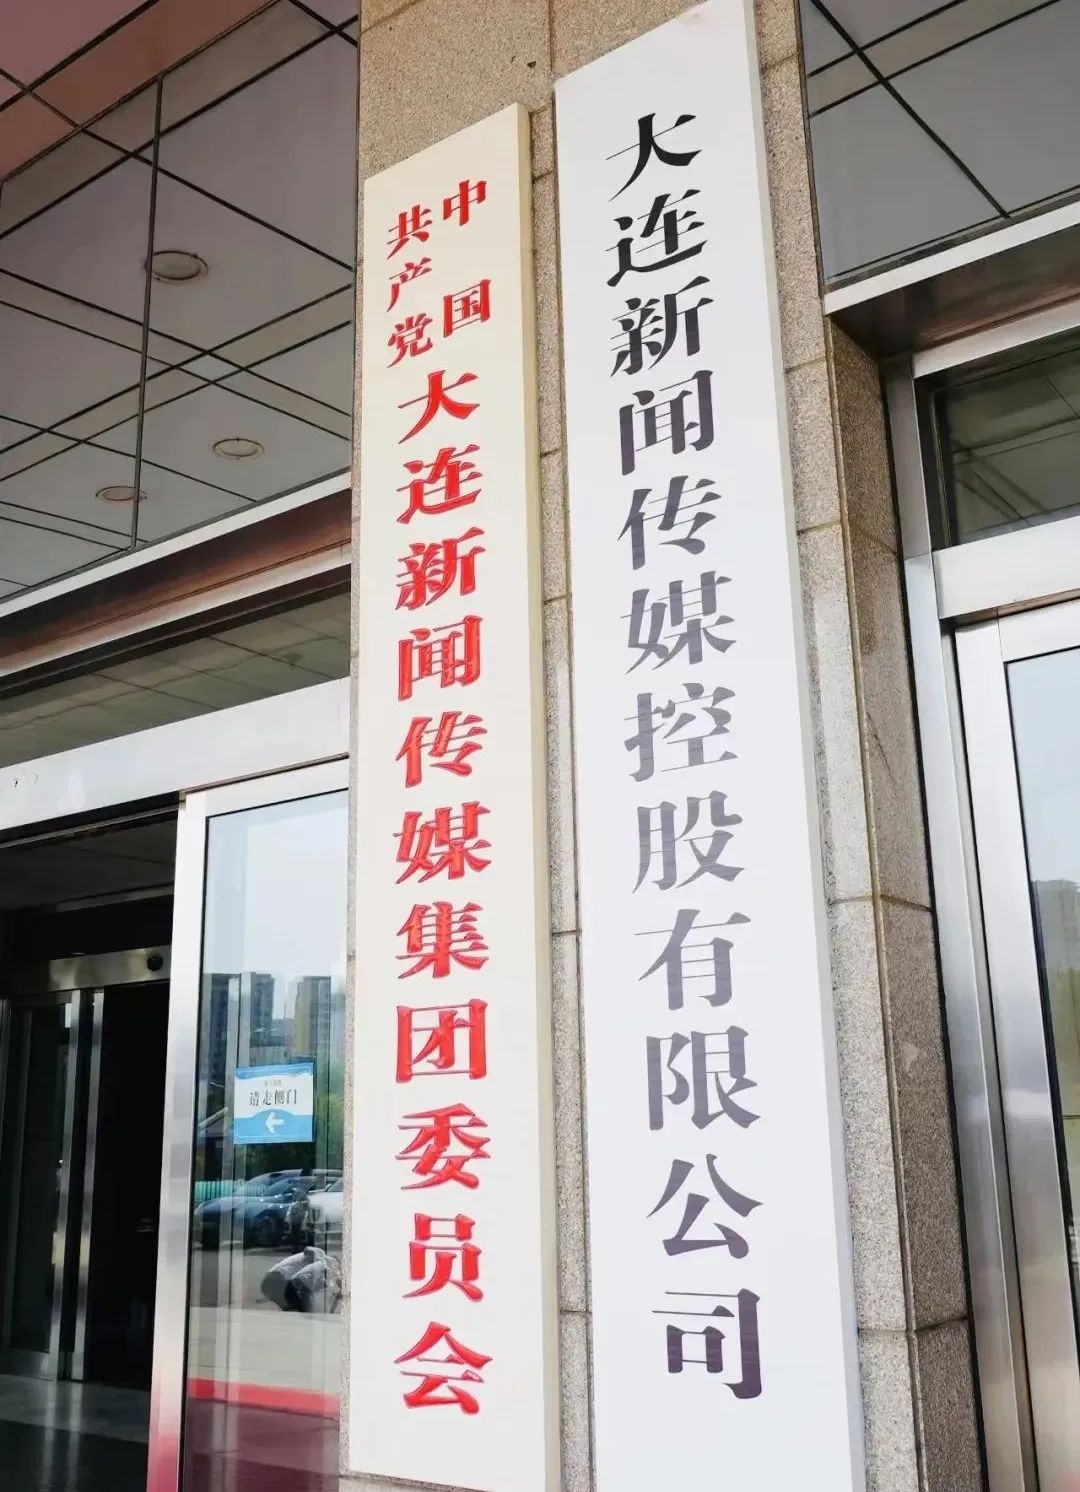 中国
共产党
大连新闻传媒集团委员会
大连新闻传媒控股有限公司
请走侧门